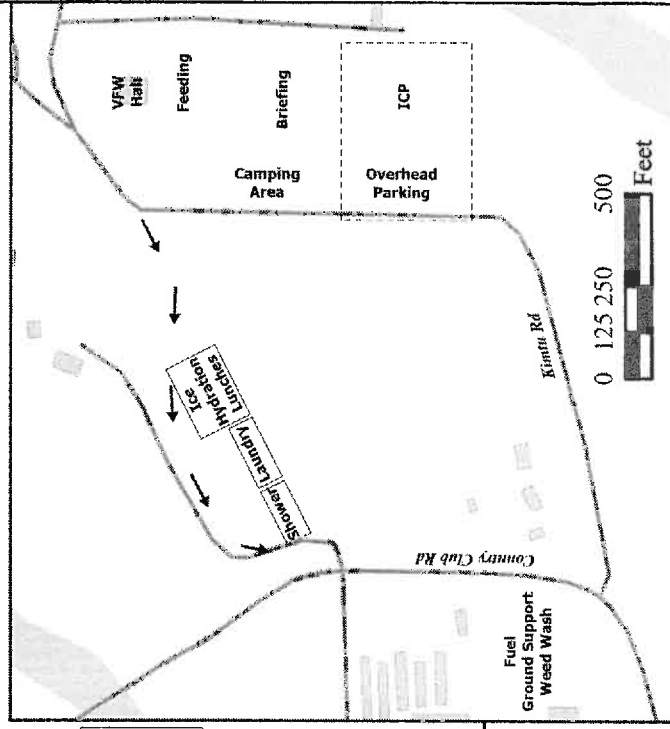 VFW
Hall
Feeding
Briefing
Camping
Area
ICP
Overhead
Parking
Ice
Hydration
Lunches
Laundry
Shower
Kimtu Rd
Country Club Rd
Fuel
Ground Support
Weed Wash
0 125 250 500
Feet